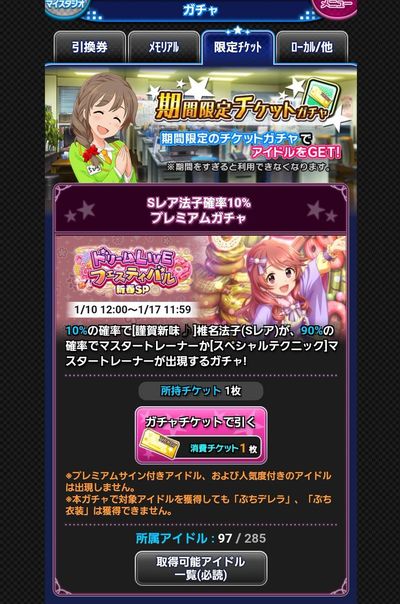 マイスタジオ
ガチャ
メニュー
引換券
ﾒﾓﾘｱﾙ
限定ﾁｹｯﾄ
ﾛｰｶﾙ/他
期間限定チケットガチャ
期間限定のチケットガチャで
アイドルをGET!
※期間をすぎると利用できなくなります。
Sレア法子確率10%
プレミアムガチャ
ドリームLIVE
フェスティバル
新春SP
1/10 12:00～1/17 11:59
10%の確率で[謹賀新味♪]椎名法子(Sレア)が、90%の
確率でマスタートレーナーか[スペシャルテクニック]マ
スタートレーナーが出現するガチャ!
所持チケット 1枚
ガチャチケットで引く
消費チケット1枚
※プレミアムサイン付きアイドル、および人気度付きのアイドル
は出現しません。
※本ガチャで対象アイドルを獲得しても「ぷちデレラ」、「ぷち
衣装」は獲得できません。
所属アイドル : 97 / 285
取得可能アイドル
一覧(必読)